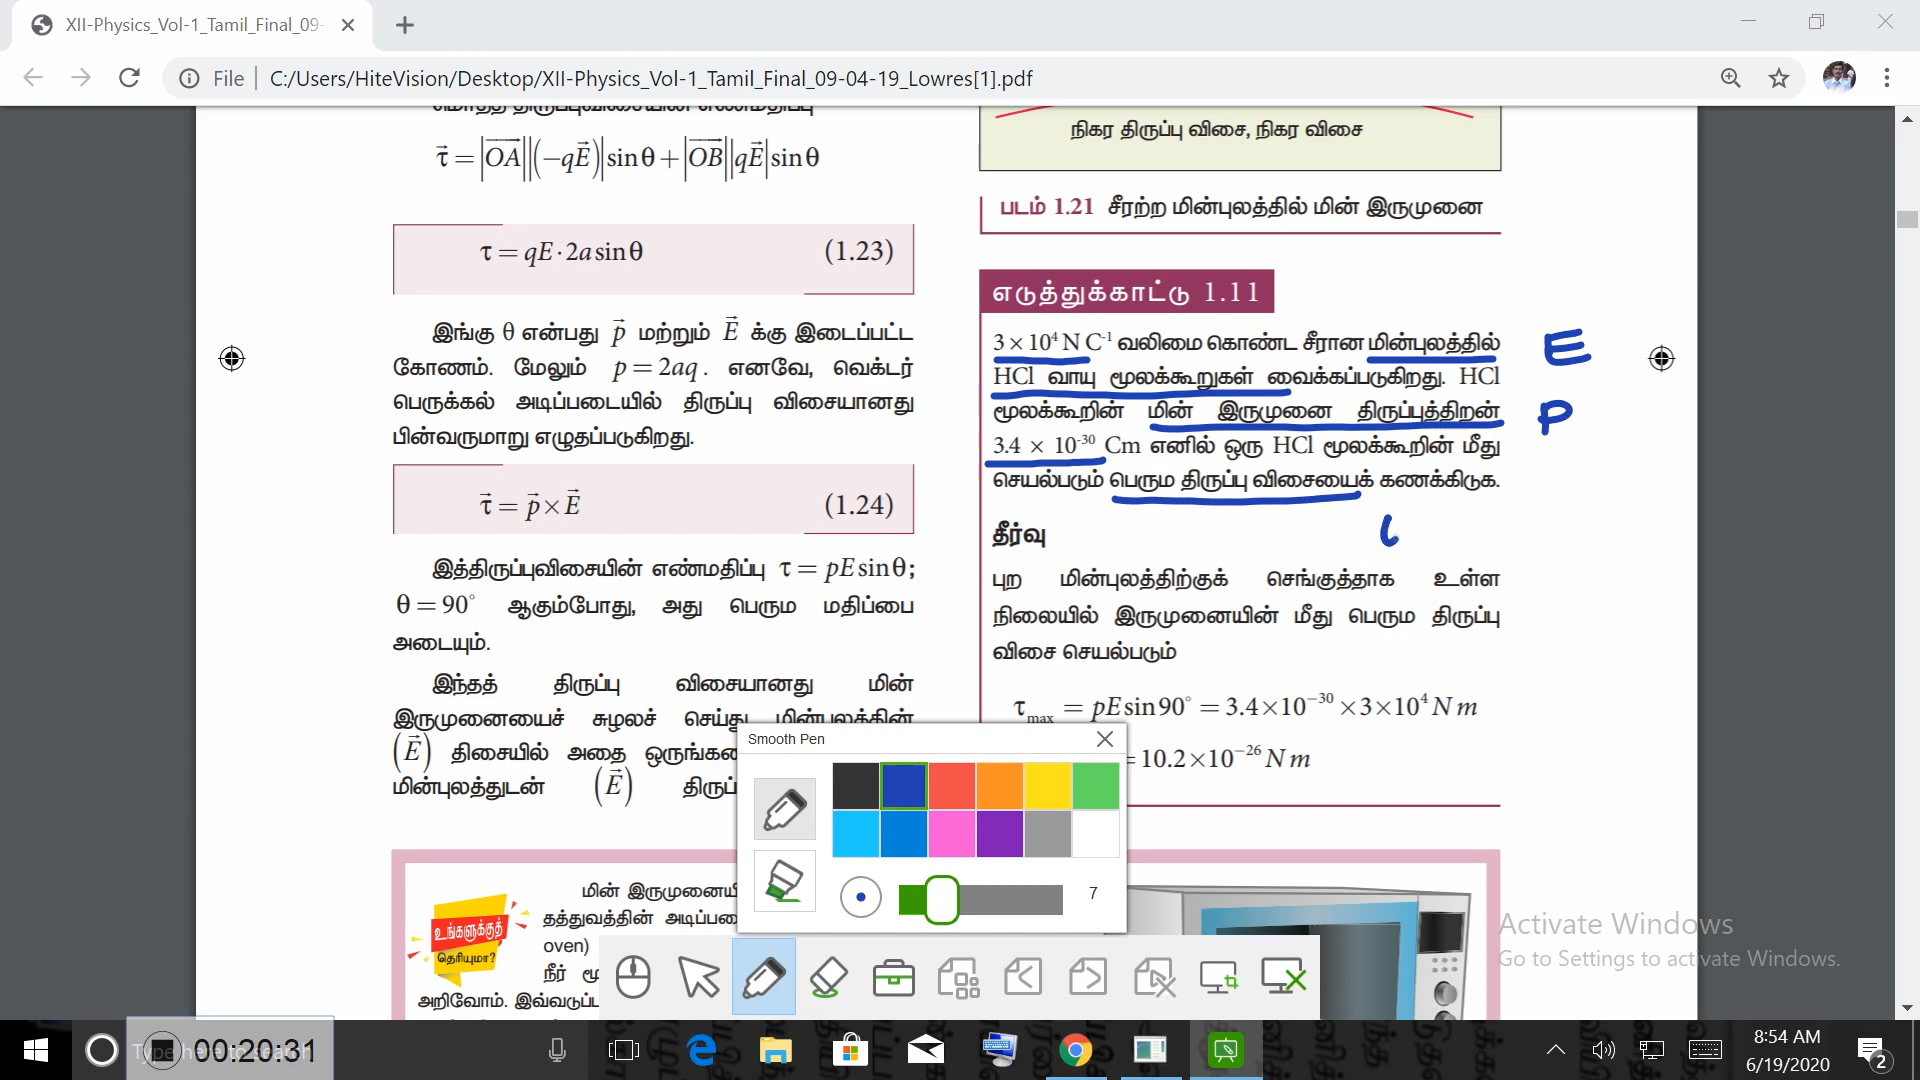 XII-Physics_Vol-1_Tamil_Final_09-
File
C:/Users/HiteVision/Desktop/XII-Physics_Vol-1_Tamil_Final_09-04-19_Lowres[1].pdf
τ⃗ = |OA⃗||(−qE⃗)|sinθ + |OB⃗||qE⃗|sinθ
τ = qE·2a sinθ (1.23)
இங்கு θ என்பது p⃗ மற்றும் E⃗ க்கு இடைப்பட்ட
கோணம். மேலும் p = 2aq . எனவே, வெக்டர்
பெருக்கல் அடிப்படையில் திருப்பு விசையானது
பின்வருமாறு எழுதப்படுகிறது.
τ⃗ = p⃗ × E⃗ (1.24)
இத்திருப்புவிசையின் எண்மதிப்பு τ = pE sinθ;
θ = 90° ஆகும்போது, அது பெரும மதிப்பை
அடையும்.
இந்தத் திருப்பு விசையானது மின்
இருமுனையைச் சுழலச் செய்து மின்புலத்தின்
(E⃗) திசையில் அதை
மின்புலத்துடன் (E⃗)
உங்களுக்குத்
தெரியுமா?
தத்துவத்தின்
oven)
நீர்
அறிவோம்.
நிகர திருப்பு விசை, நிகர விசை
படம் 1.21 சீரற்ற மின்புலத்தில் மின் இருமுனை
எடுத்துக்காட்டு 1.11
3 × 10⁴ N C⁻¹ வலிமை கொண்ட சீரான மின்புலத்தில்
HCl வாயு மூலக்கூறுகள் வைக்கப்படுகிறது. HCl
மூலக்கூறின் மின் இருமுனை திருப்புத்திறன்
3.4 × 10⁻³⁰ Cm எனில் ஒரு HCl மூலக்கூறின் மீது
செயல்படும் பெரும திருப்பு விசையைக் கணக்கிடுக.
E
P
தீர்வு
புற மின்புலத்திற்குக் செங்குத்தாக உள்ள
நிலையில் இருமுனையின் மீது பெரும திருப்பு
விசை செயல்படும்
τmax = pE sin90° = 3.4×10⁻³⁰ ×3×10⁴ N m
= 10.2×10⁻²⁶ N m
Smooth Pen
7
Activate Windows
Go to Settings to activate Windows.
00:20:31
Type here to search
8:54 AM
6/19/2020
2